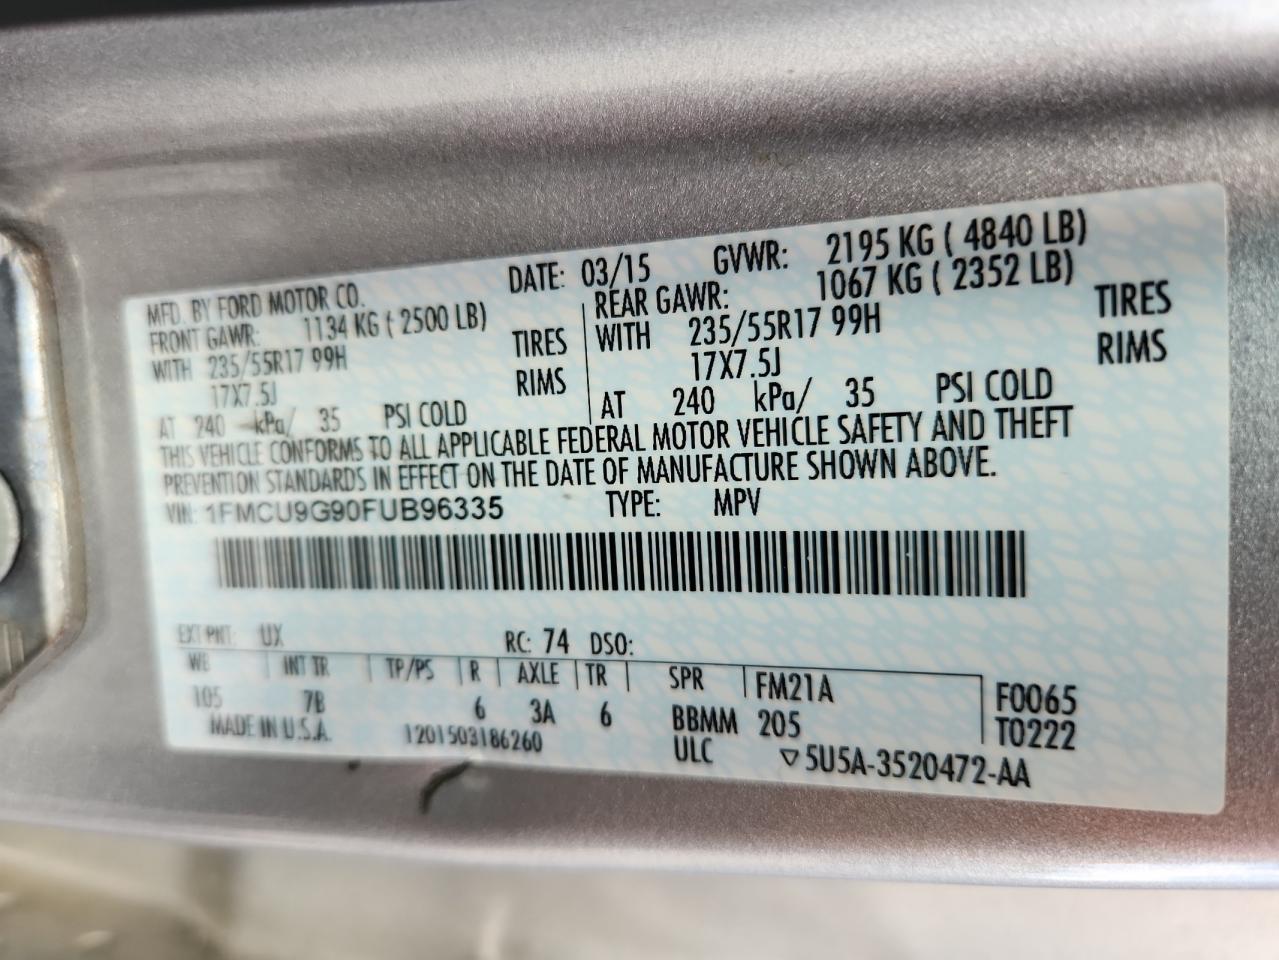 MFD. BY FORD MOTOR CO. DATE: 03/15 GVWR: 2195 KG ( 4840 LB)
FRONT GAWR: 1134 KG ( 2500 LB) REAR GAWR: 1067 KG ( 2352 LB)
WITH 235/55R17 99H TIRES WITH 235/55R17 99H TIRES
17X7.5J RIMS 17X7.5J RIMS
AT 240 kPa/ 35 PSI COLD AT 240 kPa/ 35 PSI COLD
THIS VEHICLE CONFORMS TO ALL APPLICABLE FEDERAL MOTOR VEHICLE SAFETY AND THEFT
PREVENTION STANDARDS IN EFFECT ON THE DATE OF MANUFACTURE SHOWN ABOVE.
VIN: 1FMCU9G90FUB96335 TYPE: MPV
EXT PNT: UX RC: 74 DSO:
WB INT TR TP/PS R AXLE TR SPR FM21A F0065
105 7B 6 3A 6 BBMM 205 T0222
MADE IN U.S.A. 1201503186260 ULC ▽5U5A-3520472-AA